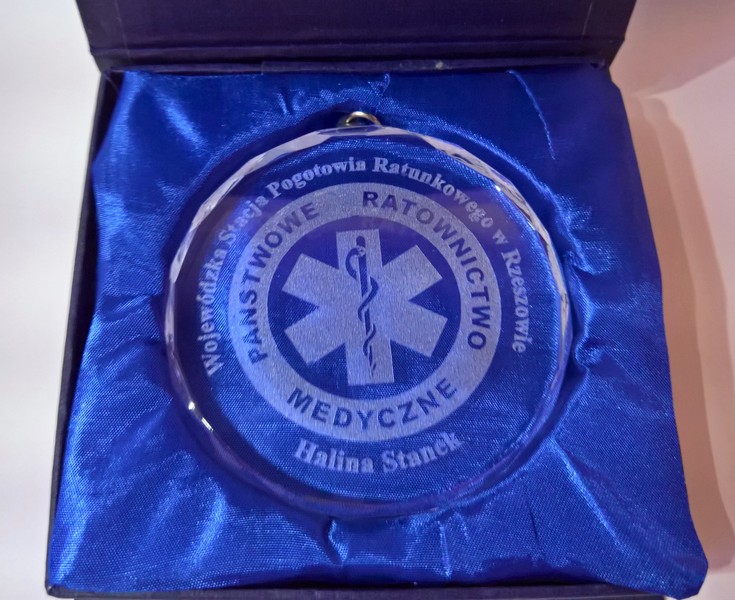 Wojewódzka Stacja Pogotowia Ratunkowego w Rzeszowie
PAŃSTWOWE RATOWNICTWO
MEDYCZNE
Halina Stanek